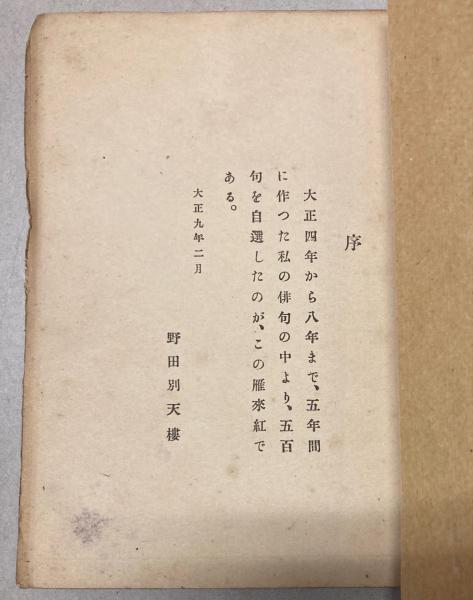 序
大正四年から八年まで、五年間
に作つた私の俳句の中より、五百
句を自選したのが、この雁來紅で
ある。
大正九年二月
野田別天樓